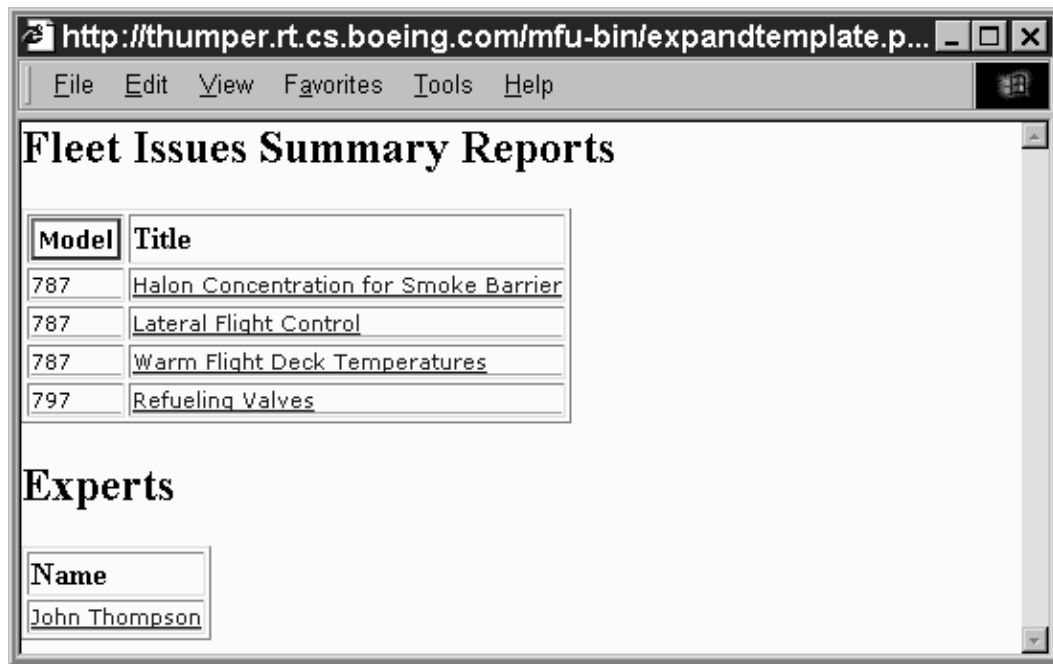 http://thumper.rt.cs.boeing.com/mfu-bin/expandtemplate.p...
File Edit View Favorites Tools Help
Fleet Issues Summary Reports
Model Title
787 Halon Concentration for Smoke Barrier
787 Lateral Flight Control
787 Warm Flight Deck Temperatures
797 Refueling Valves
Experts
Name
John Thompson